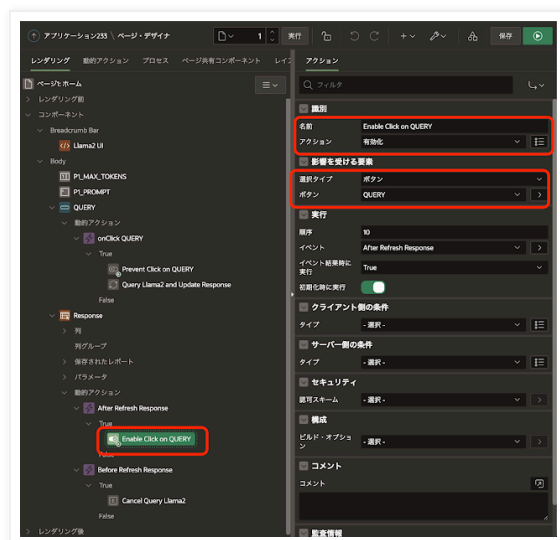 アプリケーション233 \ ページ・デザイナ
1
実行
保存
レンダリング 動的アクション プロセス ページ共有コンポーネント レイ
アクション
ページ1: ホーム
フィルタ
レンダリング前
コンポーネント
識別
Breadcrumb Bar
名前 Enable Click on QUERY
Llama2 UI
アクション 有効化
Body
影響を受ける要素
P1_MAX_TOKENS
選択タイプ ボタン
P1_PROMPT
ボタン QUERY
QUERY
実行
動的アクション
順序 10
onClick QUERY
イベント After Refresh Response
True
イベント結果時に
実行 True
Prevent Click on QUERY
初期化時に実行
Query Llama2 and Update Response
False
クライアント側の条件
Response
タイプ - 選択 -
列
サーバー側の条件
列グループ
タイプ - 選択 -
保存されたレポート
パラメータ
セキュリティ
動的アクション
認可スキーム - 選択 -
After Refresh Response
構成
True
ビルド・オプショ
ン - 選択 -
Enable Click on QUERY
False
コメント
Before Refresh Response
コメント
True
Cancel Query Llama2
False
レンダリング後
監査情報